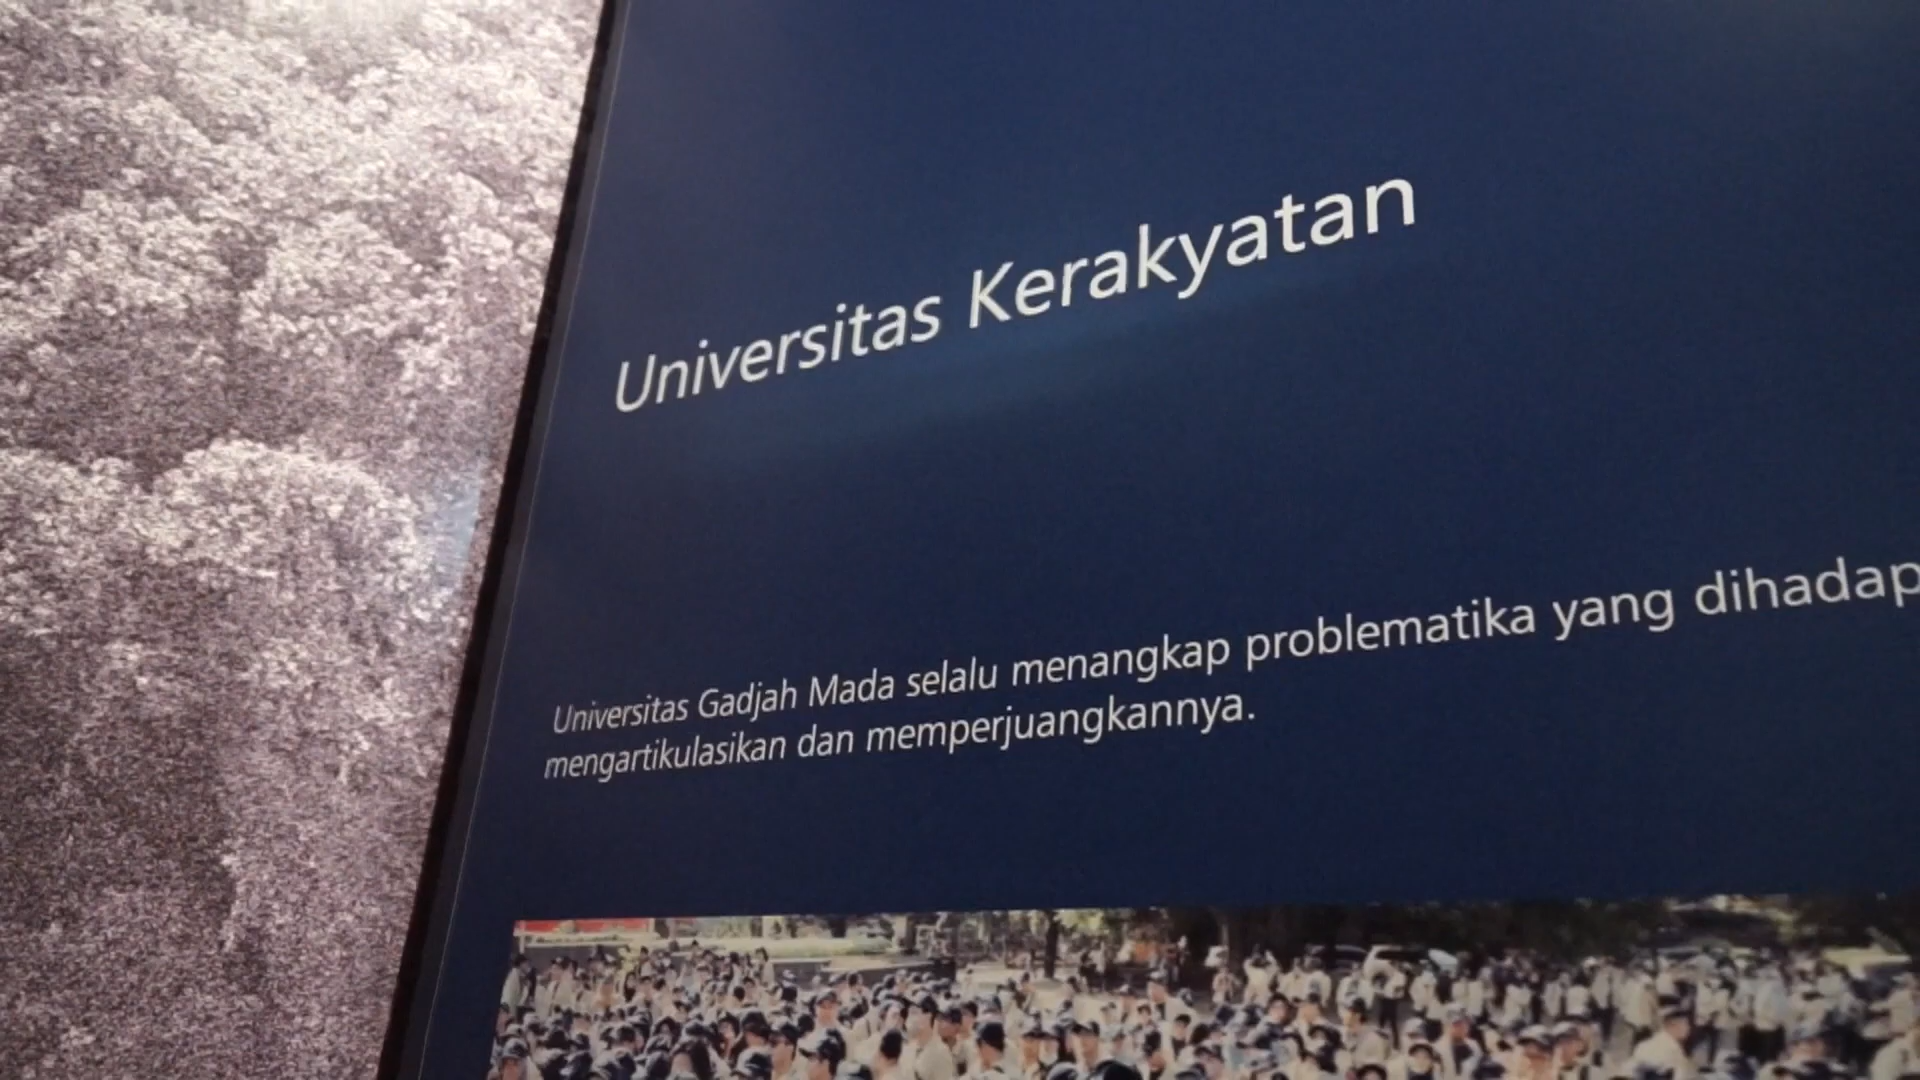 Universitas Kerakyatan
Universitas Gadjah Mada selalu menangkap problematika yang dihadap
mengartikulasikan dan memperjuangkannya.